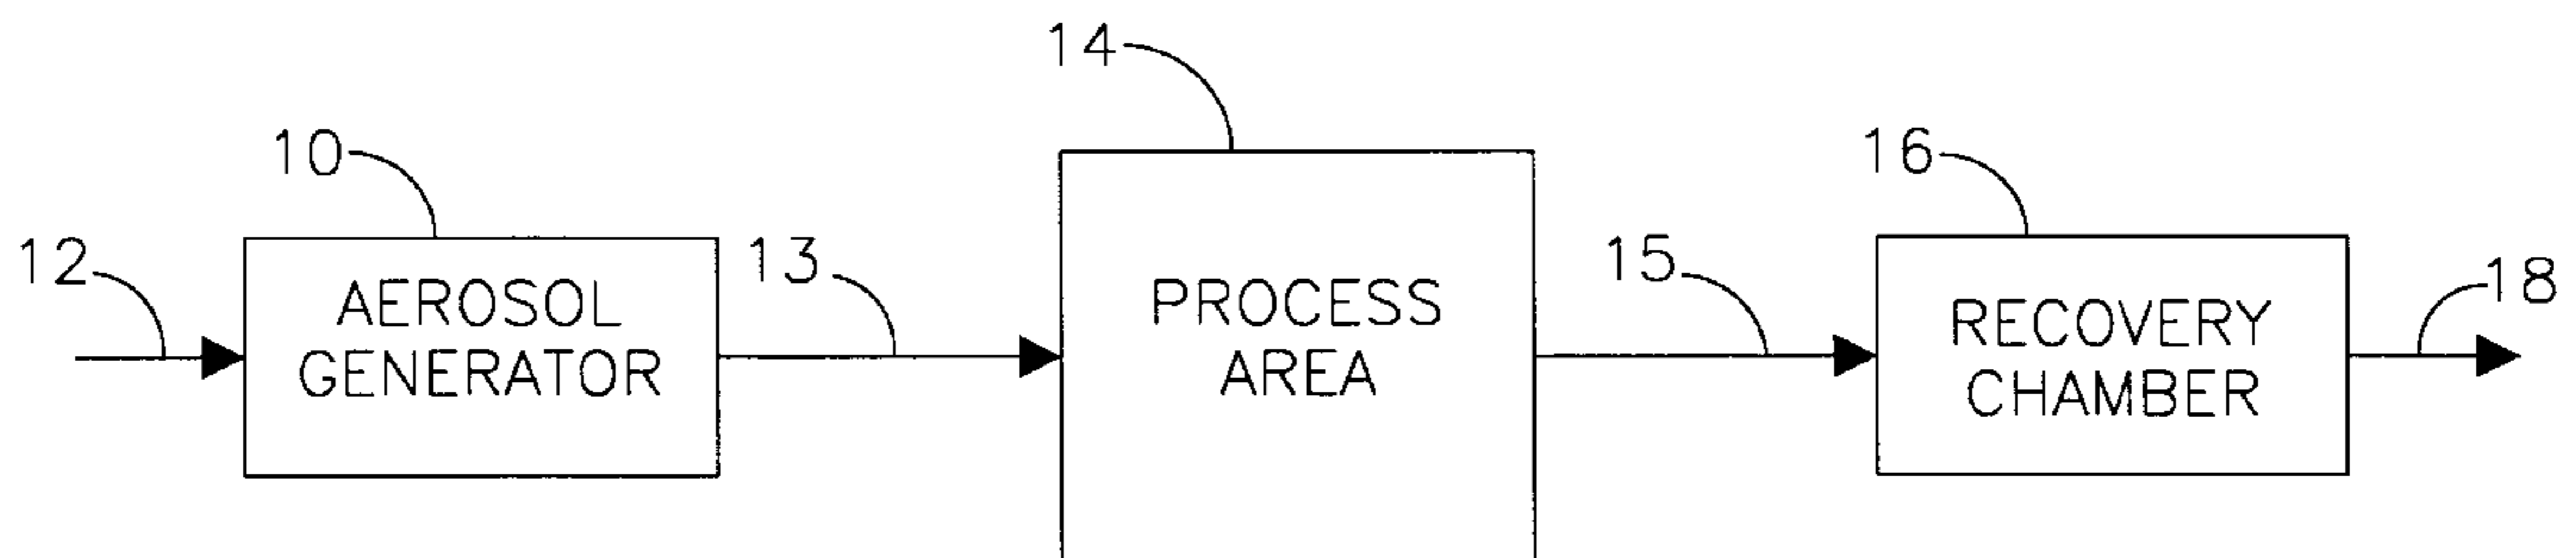 14
10
16
12
13
15
18
AEROSOL
GENERATOR
PROCESS
AREA
RECOVERY
CHAMBER